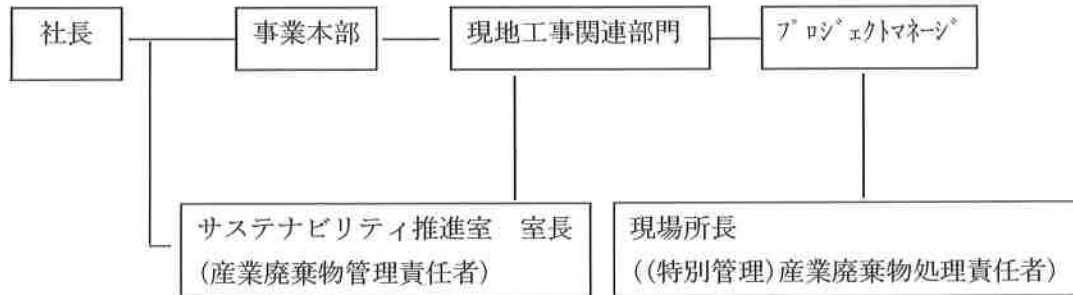 社長
事業本部
現地工事関連部門
ﾌﾟﾛｼﾞｪｸﾄﾏﾈｰｼﾞ
サステナビリティ推進室　室長
(産業廃棄物管理責任者)
現場所長
((特別管理)産業廃棄物処理責任者)